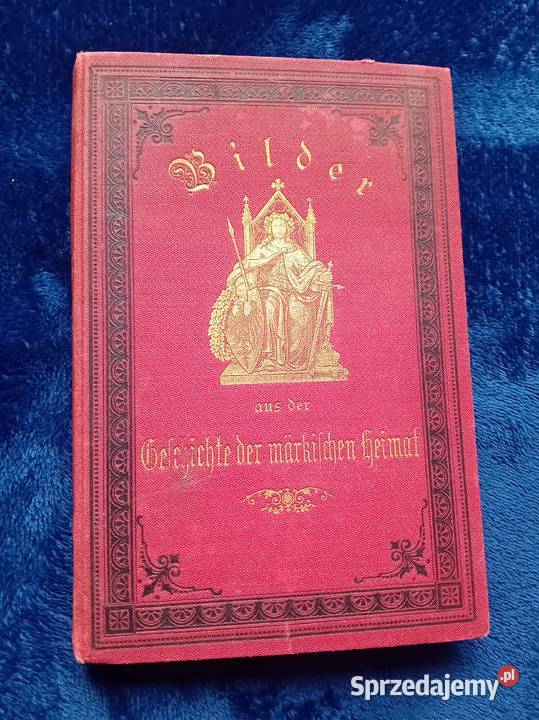 Bilder
aus der
Geschichte der märkischen Heimat
Sprzedajemy.pl